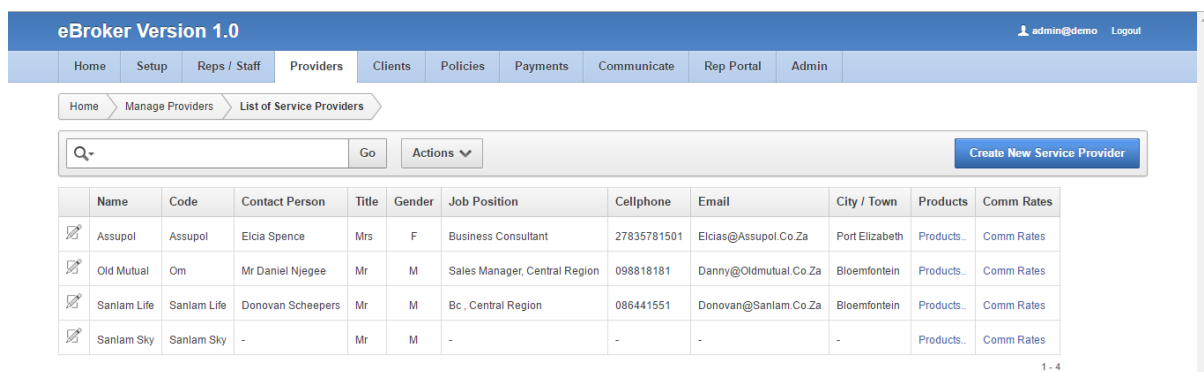 eBroker Version 1.0 admin@demo Logout
Home Setup Reps / Staff Providers Clients Policies Payments Communicate Rep Portal Admin
Home Manage Providers List of Service Providers
Go Actions Create New Service Provider
Name Code Contact Person Title Gender Job Position Cellphone Email City / Town Products Comm Rates
Assupol Assupol Elcia Spence Mrs F Business Consultant 27835781501 Elcias@Assupol.Co.Za Port Elizabeth Products.. Comm Rates
Old Mutual Om Mr Daniel Njegee Mr M Sales Manager, Central Region 098818181 Danny@Oldmutual.Co.Za Bloemfontein Products.. Comm Rates
Sanlam Life Sanlam Life Donovan Scheepers Mr M Bc , Central Region 086441551 Donovan@Sanlam.Co.Za Bloemfontein Products.. Comm Rates
Sanlam Sky Sanlam Sky - Mr M - - - - Products.. Comm Rates
1 - 4